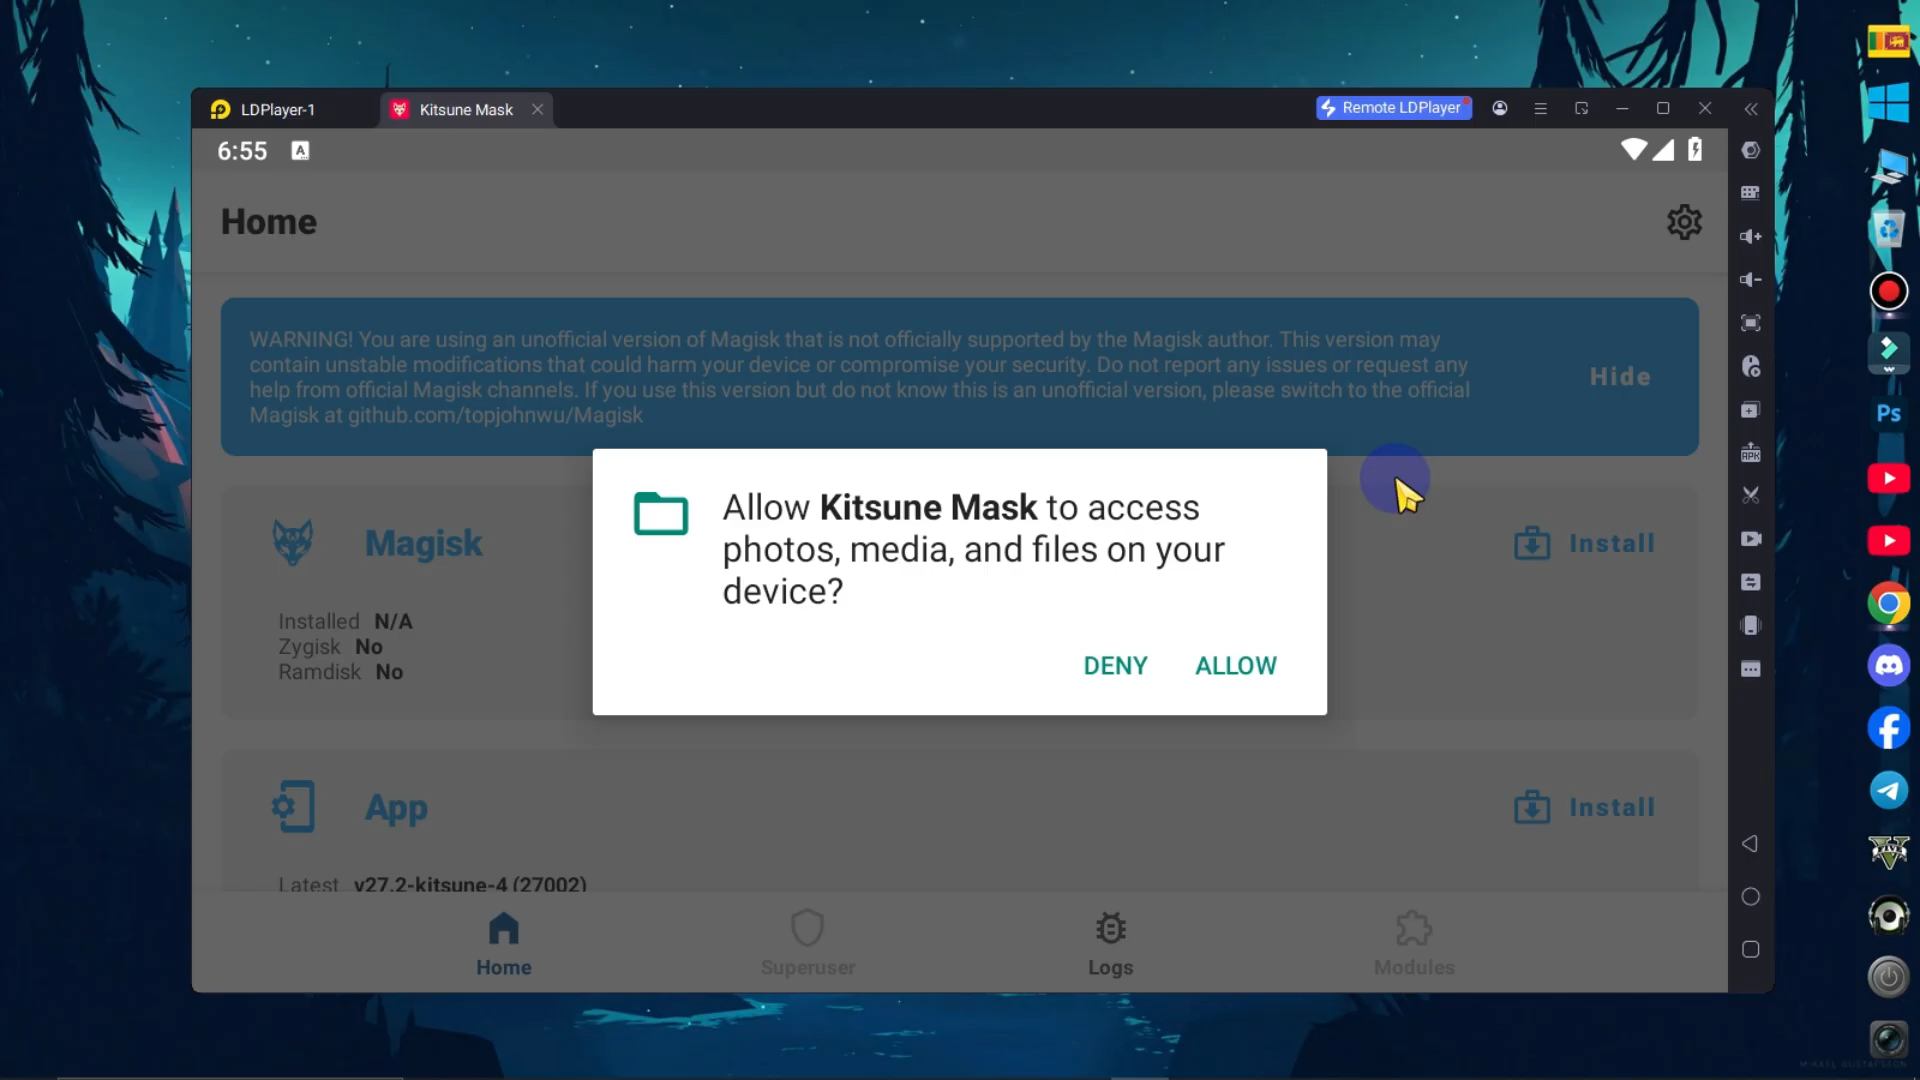 LDPlayer-1
Kitsune Mask
Remote LDPlayer
6:55
A
Home
WARNING! You are using an unofficial version of Magisk that is not officially supported by the Magisk author. This version may
contain unstable modifications that could harm your device or compromise your security. Do not report any issues or request any
help from official Magisk channels. If you use this version but do not know this is an unofficial version, please switch to the official
Magisk at github.com/topjohnwu/Magisk
Hide
Allow Kitsune Mask to access
photos, media, and files on your
device?
DENY
ALLOW
Magisk
Install
Installed N/A
Zygisk No
Ramdisk No
App
Install
Latest v27.2-kitsune-4 (27002)
Home
Superuser
Logs
Modules
APK
Ps
V
FIVE